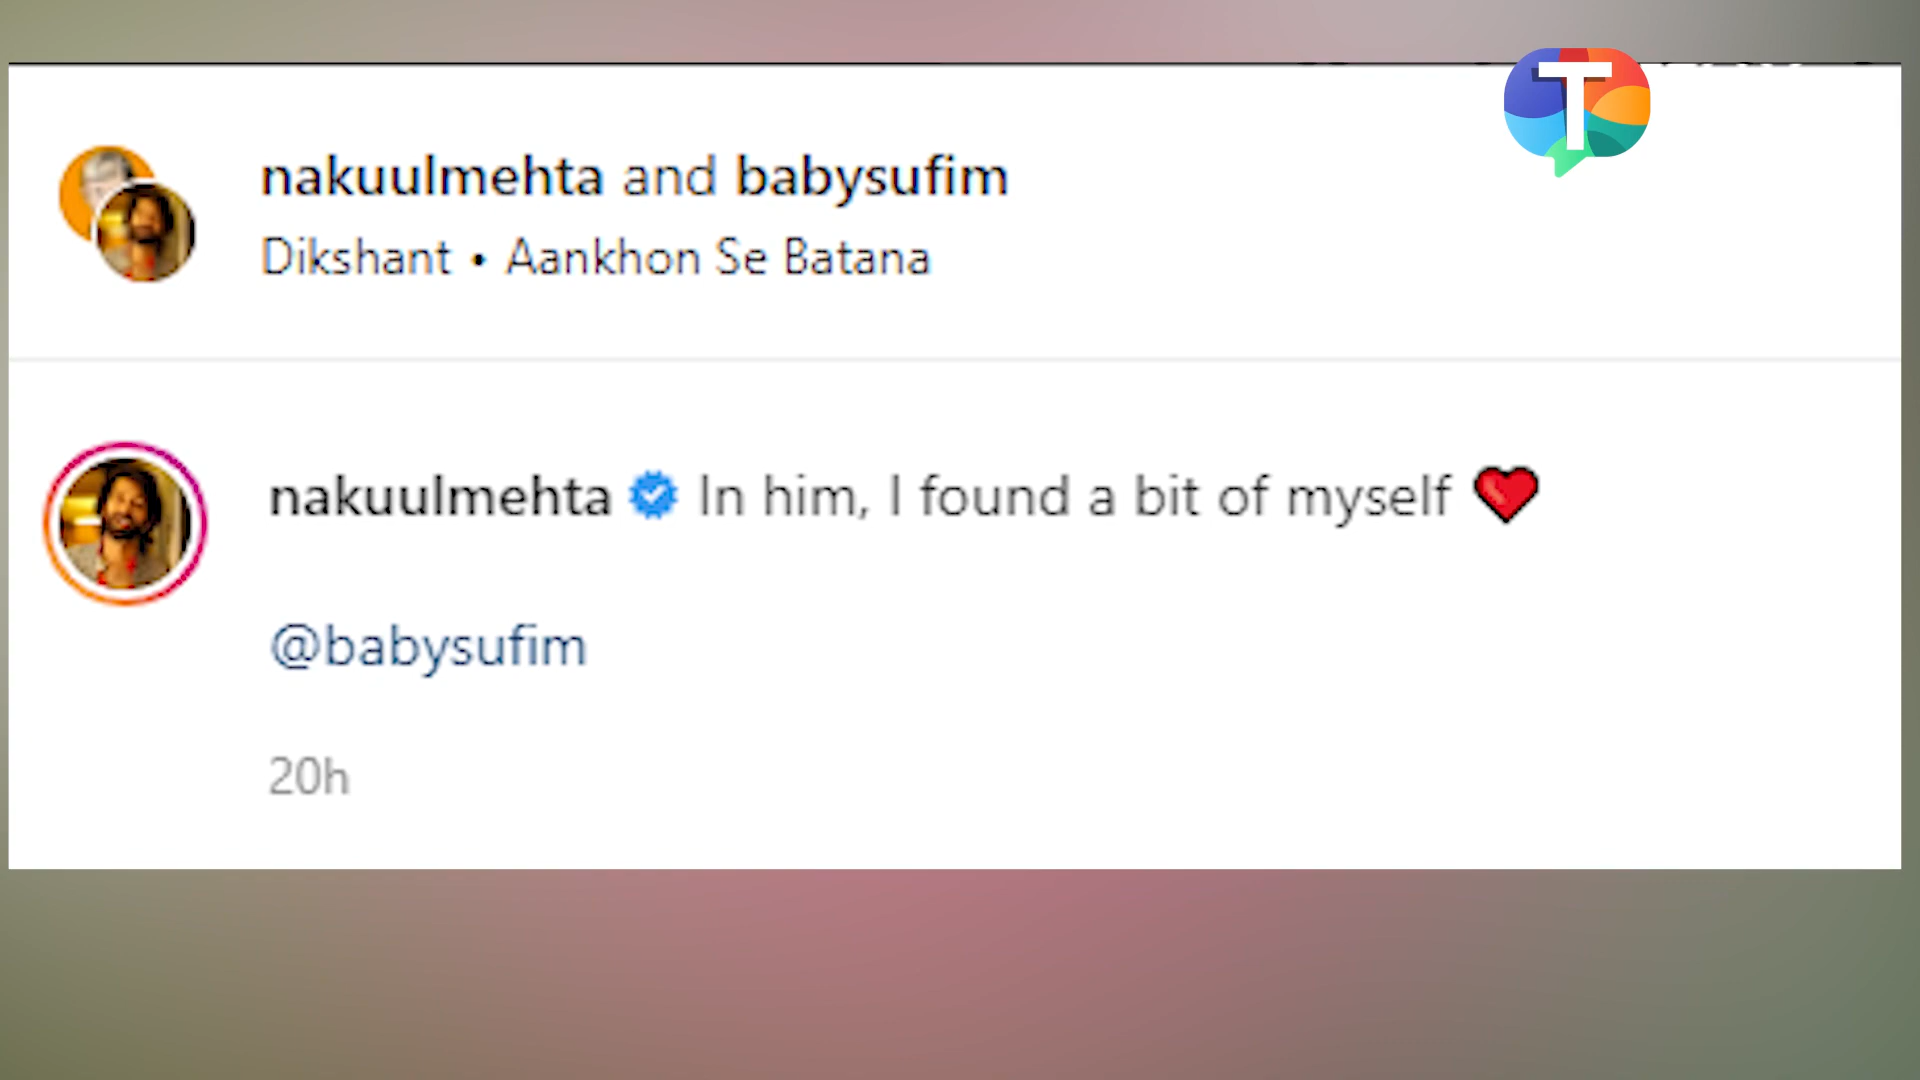 T
nakuulmehta and babysufim
Dikshant • Aankhon Se Batana
nakuulmehta In him, I found a bit of myself ❤️
@babysufim
20h